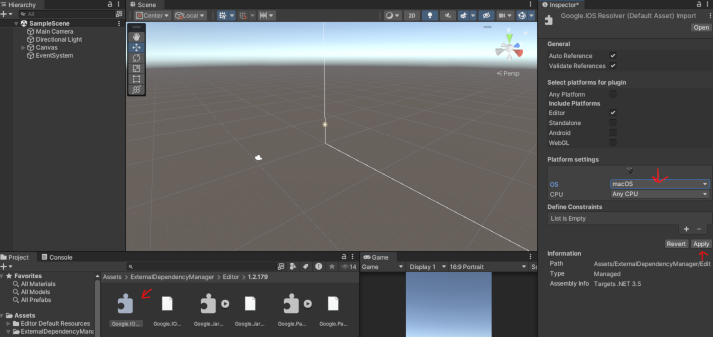 Hierarchy
All
SampleScene
Main Camera
Directional Light
Canvas
EventSystem
Scene
Center
Local
2D
Persp
Inspector
Google.IOS Resolver (Default Asset) Import
Open
General
Auto Reference
Validate References
Select platforms for plugin
Any Platform
Include Platforms
Editor
Standalone
Android
WebGL
Platform settings
OS
macOS
CPU
Any CPU
Define Constraints
List is Empty
Revert
Apply
Information
Path
Assets/ExternalDependencyManager/Edit
Type
Managed
Assembly Info
Targets .NET 3.5
Project
Console
14
Favorites
All Materials
All Models
All Prefabs
Assets
Editor Default Resources
ExternalDependencyMana
Assets > ExternalDependencyManager > Editor > 1.2.179
Google.IO...
Google.IO...
Google.Jar...
Google.Jar...
Google.Pa...
Google.Pa...
Game
Game
Display 1
16:9 Portrait